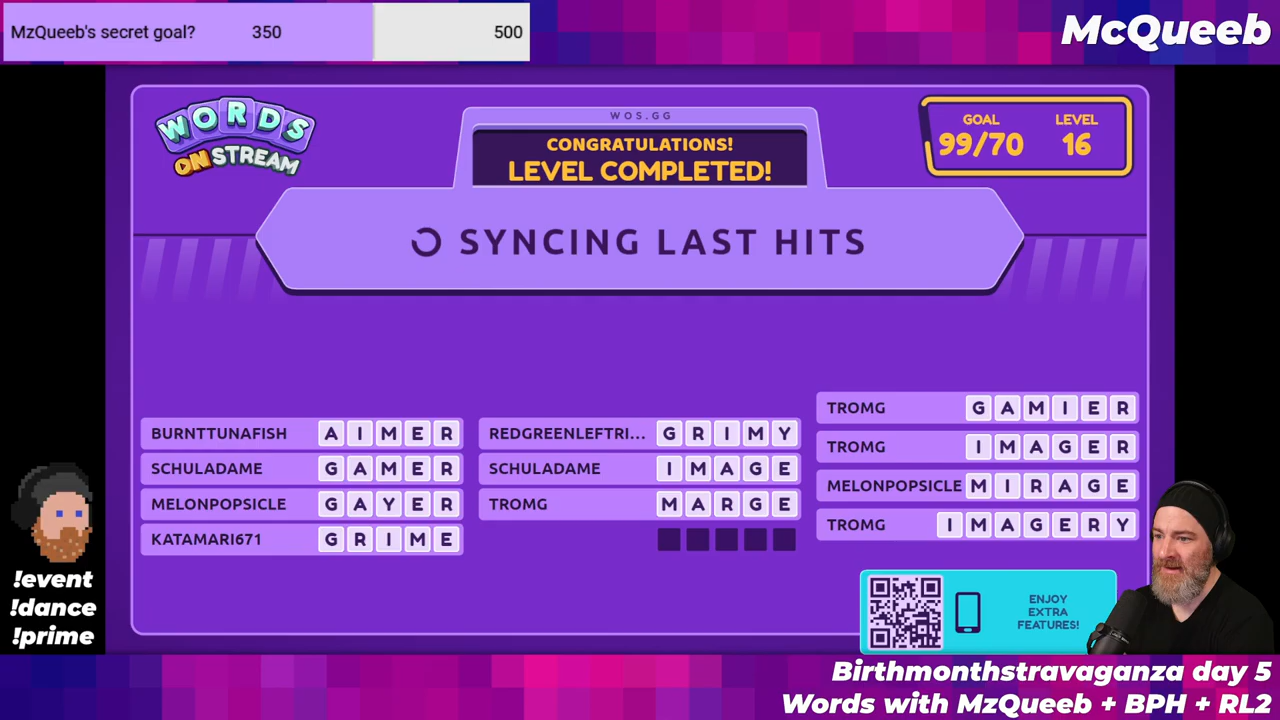 MzQueeb's secret goal? 350 500
McQueeb
WORDS
ON STREAM
WOS.GG
CONGRATULATIONS!
LEVEL COMPLETED!
GOAL LEVEL
99/70 16
SYNCING LAST HITS
BURNTTUNAFISH AIMER
SCHULADAME GAMER
MELONPOPSICLE GAYER
KATAMARI671 GRIME
REDGREENLEFTRI... GRIMY
SCHULADAME IMAGE
TROMG MARGE
TROMG GAMIER
TROMG IMAGER
MELONPOPSICLE MIRAGE
TROMG IMAGERY
!event
!dance
!prime
ENJOY
EXTRA
FEATURES!
Birthmonthstravaganza day 5
Words with MzQueeb + BPH + RL2